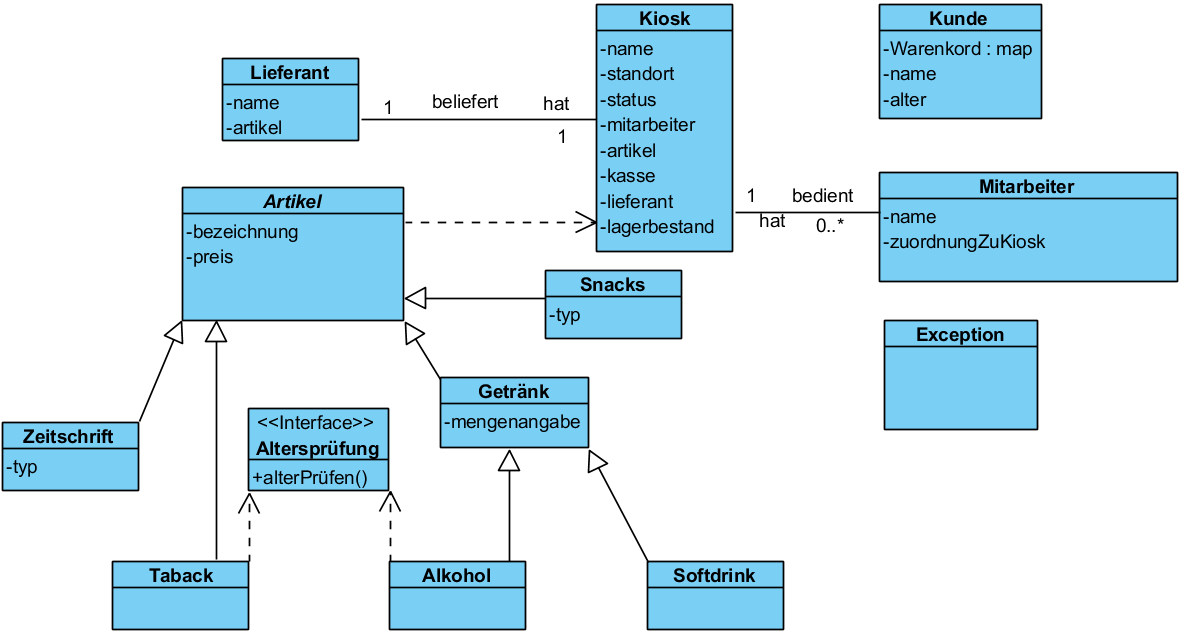 Kiosk
-name
-standort
-status
-mitarbeiter
-artikel
-kasse
-lieferant
-lagerbestand
Kunde
-Warenkord : map
-name
-alter
Lieferant
-name
-artikel
1
beliefert
hat
1
Mitarbeiter
-name
-zuordnungZuKiosk
1
bedient
hat
0..*
Artikel
-bezeichnung
-preis
Snacks
-typ
Exception
Getränk
-mengenangabe
Zeitschrift
-typ
<<Interface>>
Altersprüfung
+alterPrüfen()
Taback
Alkohol
Softdrink